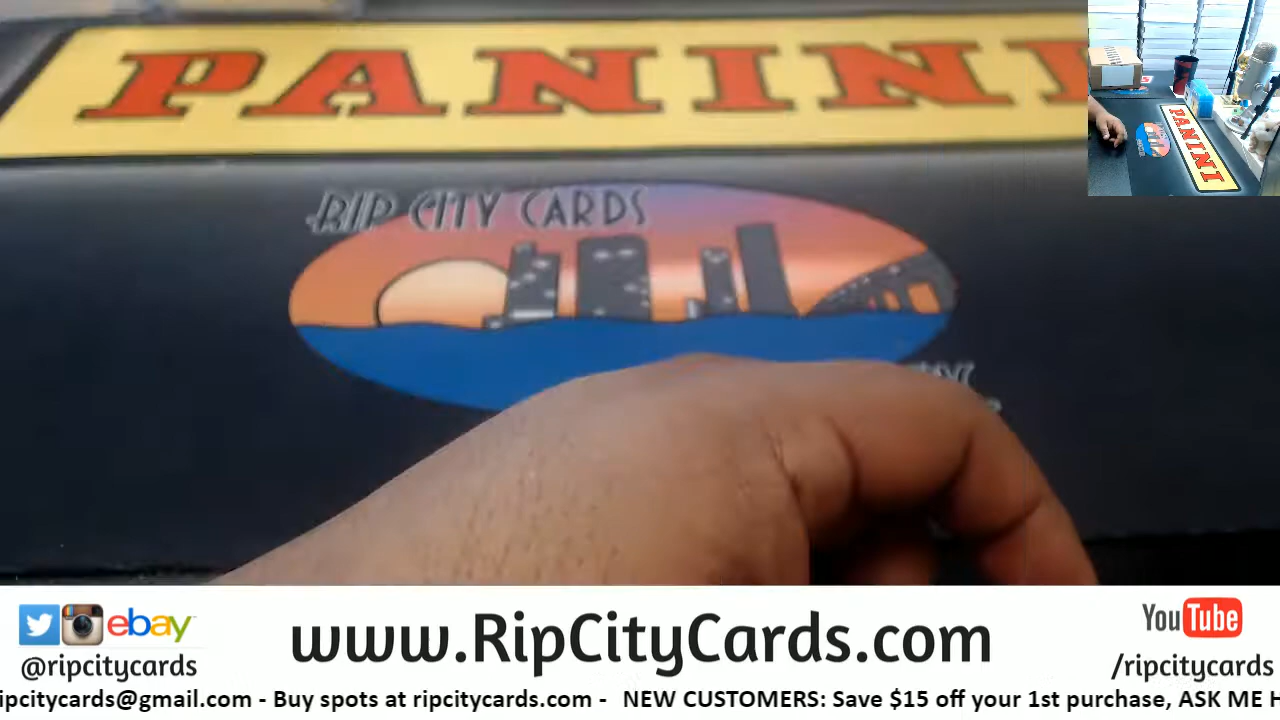 PANINI
PANINI
RIP CITY CARDS
ebay
@ripcitycards
www.RipCityCards.com
YouTube
/ripcitycards
ipcitycards@gmail.com - Buy spots at ripcitycards.com - NEW CUSTOMERS: Save $15 off your 1st purchase, ASK ME H